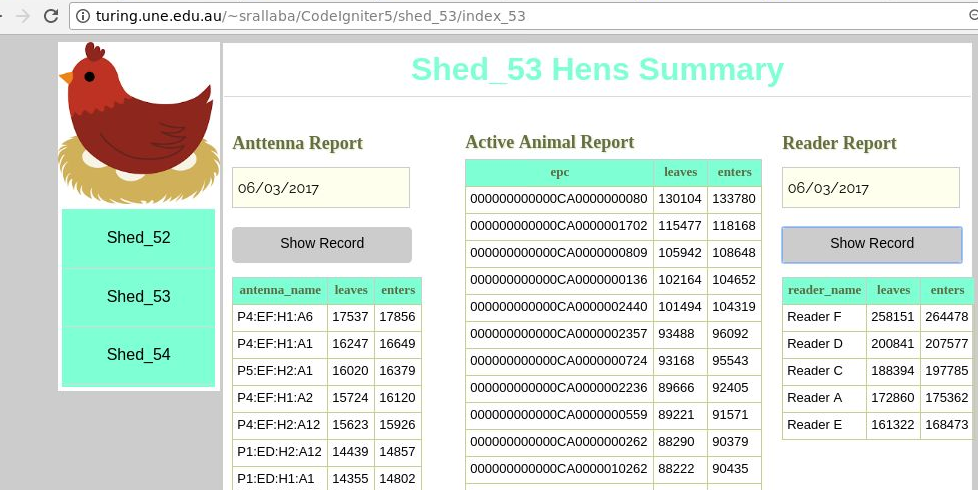 turing.une.edu.au/~srallaba/CodeIgniter5/shed_53/index_53
Shed_53 Hens Summary
Shed_52
Shed_53
Shed_54
Anttenna Report
06/03/2017
Show Record
antenna_name leaves enters
P4:EF:H1:A6 17537 17856
P4:EF:H1:A1 16247 16649
P5:EF:H2:A1 16020 16379
P4:EF:H1:A2 15724 16120
P4:EF:H2:A12 15623 15926
P1:ED:H2:A12 14439 14857
P1:ED:H1:A1 14355 14802
Active Animal Report
epc leaves enters
000000000000CA0000000080 130104 133780
000000000000CA0000001702 115477 118168
000000000000CA0000000809 105942 108648
000000000000CA0000000136 102164 104652
000000000000CA0000002440 101494 104319
000000000000CA0000002357 93488 96092
000000000000CA0000000724 93168 95543
000000000000CA0000002236 89666 92405
000000000000CA0000000559 89221 91571
000000000000CA0000000262 88290 90379
000000000000CA0000010262 88222 90435
Reader Report
06/03/2017
Show Record
reader_name leaves enters
Reader F 258151 264478
Reader D 200841 207577
Reader C 188394 197785
Reader A 172860 175362
Reader E 161322 168473